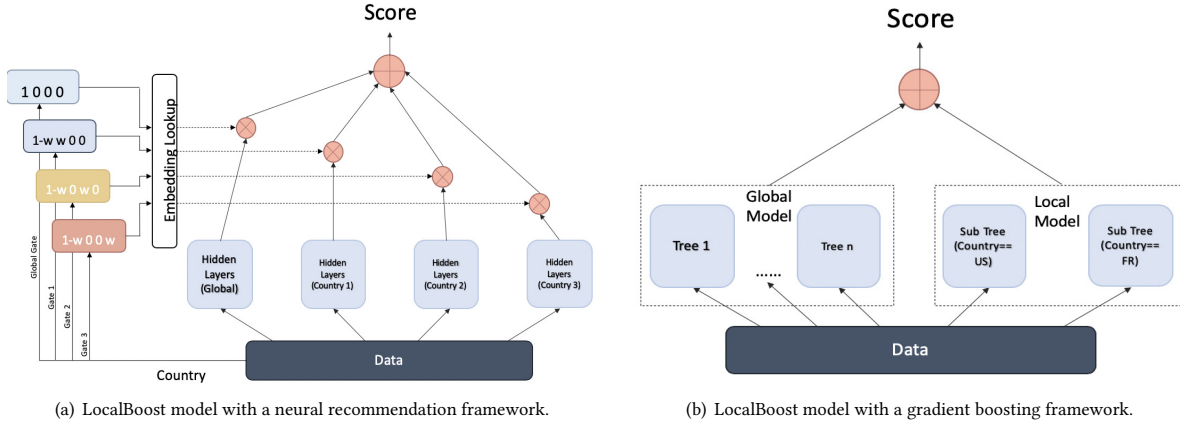 Score
1 0 0 0
1-w w 0 0
1-w 0 w 0
1-w 0 0 w
Embedding Lookup
Global Gate
Gate 1
Gate 2
Gate 3
Hidden
Layers
(Global)
Hidden
Layers
(Country 1)
Hidden
Layers
(Country 2)
Hidden
Layers
(Country 3)
Data
Country
(a) LocalBoost model with a neural recommendation framework.
Score
Global
Model
Local
Model
Tree 1
......
Tree n
Sub Tree
(Country==
US)
Sub Tree
(Country==
FR)
Data
(b) LocalBoost model with a gradient boosting framework.